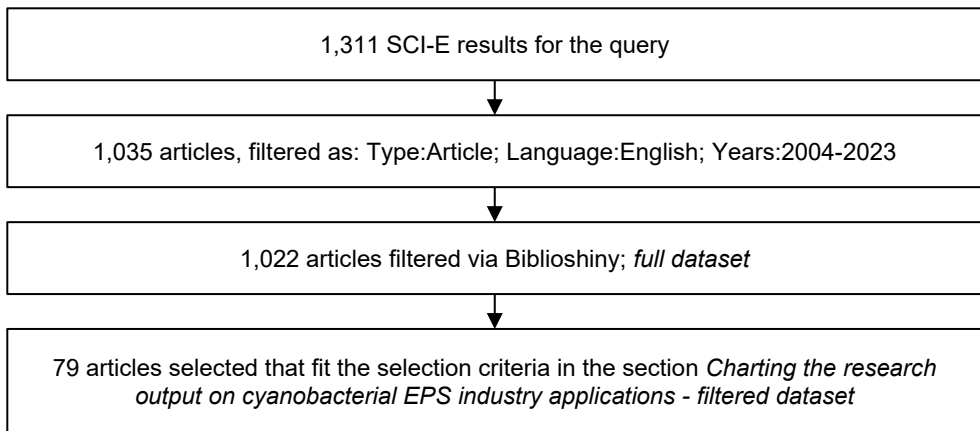 1,311 SCI-E results for the query
1,035 articles, filtered as: Type:Article; Language:English; Years:2004-2023
1,022 articles filtered via Biblioshiny; full dataset
79 articles selected that fit the selection criteria in the section Charting the research
output on cyanobacterial EPS industry applications - filtered dataset